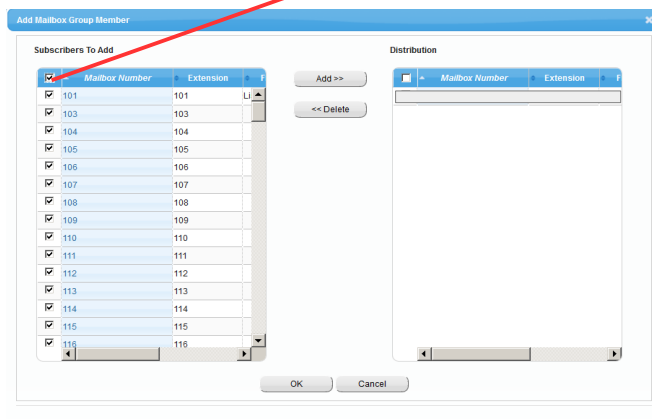 Add Mailbox Group Member
Subscribers To Add
Distribution
Mailbox Number Extension F
Add >>
Mailbox Number Extension F
101 101 Li
<< Delete
103 103
104 104
105 105
106 106
107 107
108 108
109 109
110 110
111 111
112 112
113 113
114 114
115 115
116 116
OK Cancel